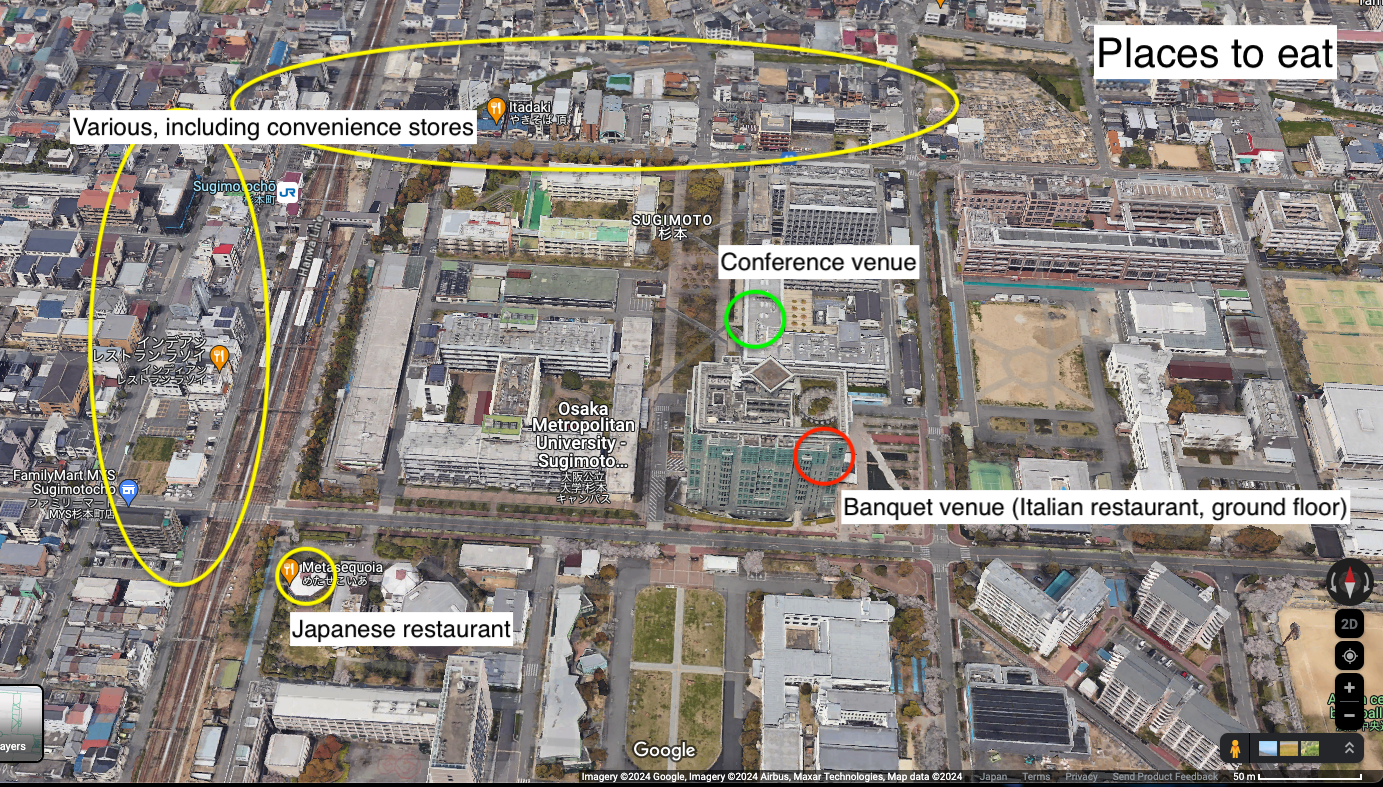 Places to eat
Itadaki
やきそば 頂
Various, including convenience stores
Sugimotocho
杉本町
JR
SUGIMOTO
杉本
Conference venue
インデアン
レストラン ラソイ
インディアン
レストランラソイ
Osaka
Metropolitan
University -
Sugimoto...
大阪公立
大学 杉本
キャンパス
FamilyMart MYS
Sugimotocho
ファミリーマート
MYS杉本町店
Banquet venue (Italian restaurant, ground floor)
Metasequoia
めたせこいあ
Japanese restaurant
2D
ayers
Google
Imagery ©2024 Google, Imagery ©2024 Airbus, Maxar Technologies, Map data ©2024
Japan
Terms
Privacy
Send Product Feedback
50 m